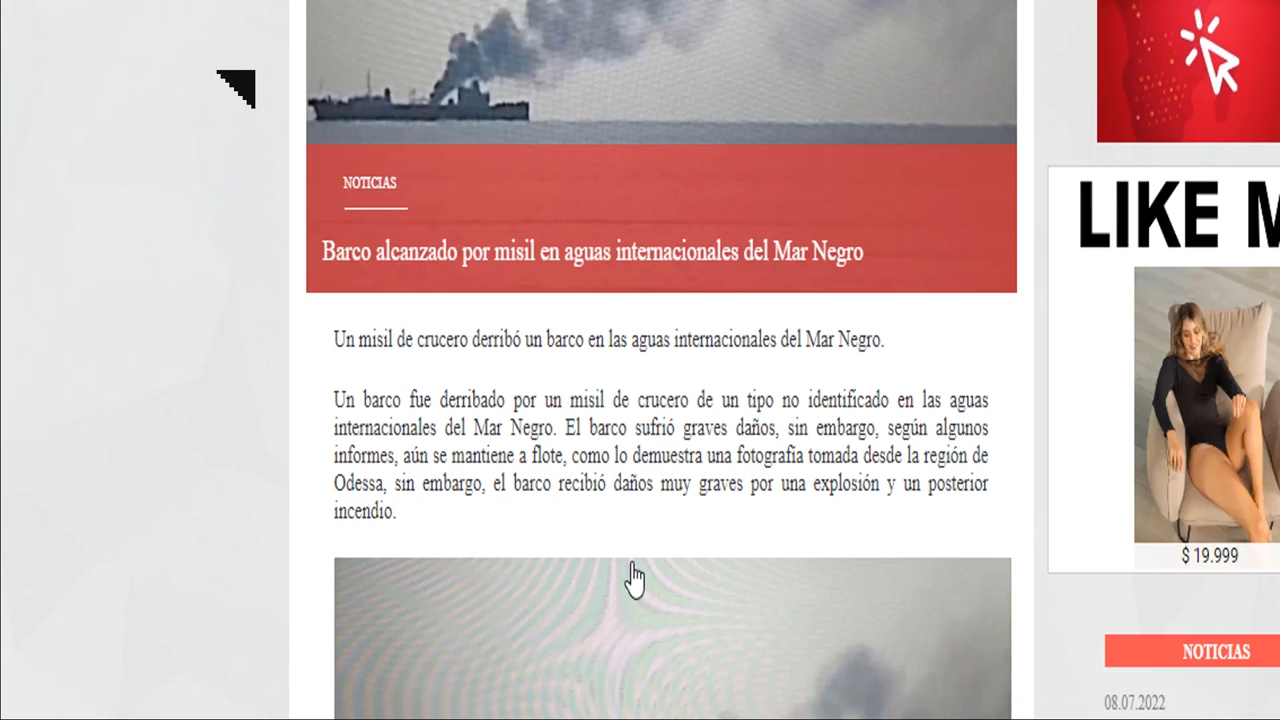 NOTICIAS
Barco alcanzado por misil en aguas internacionales del Mar Negro
Un misil de crucero derribó un barco en las aguas internacionales del Mar Negro.
Un barco fue derribado por un misil de crucero de un tipo no identificado en las aguas
internacionales del Mar Negro. El barco sufrió graves daños, sin embargo, según algunos
informes, aún se mantiene a flote, como lo demuestra una fotografía tomada desde la región de
Odessa, sin embargo, el barco recibió daños muy graves por una explosión y un posterior
incendio.
LIKE M
$ 19.999
NOTICIAS
08.07.2022